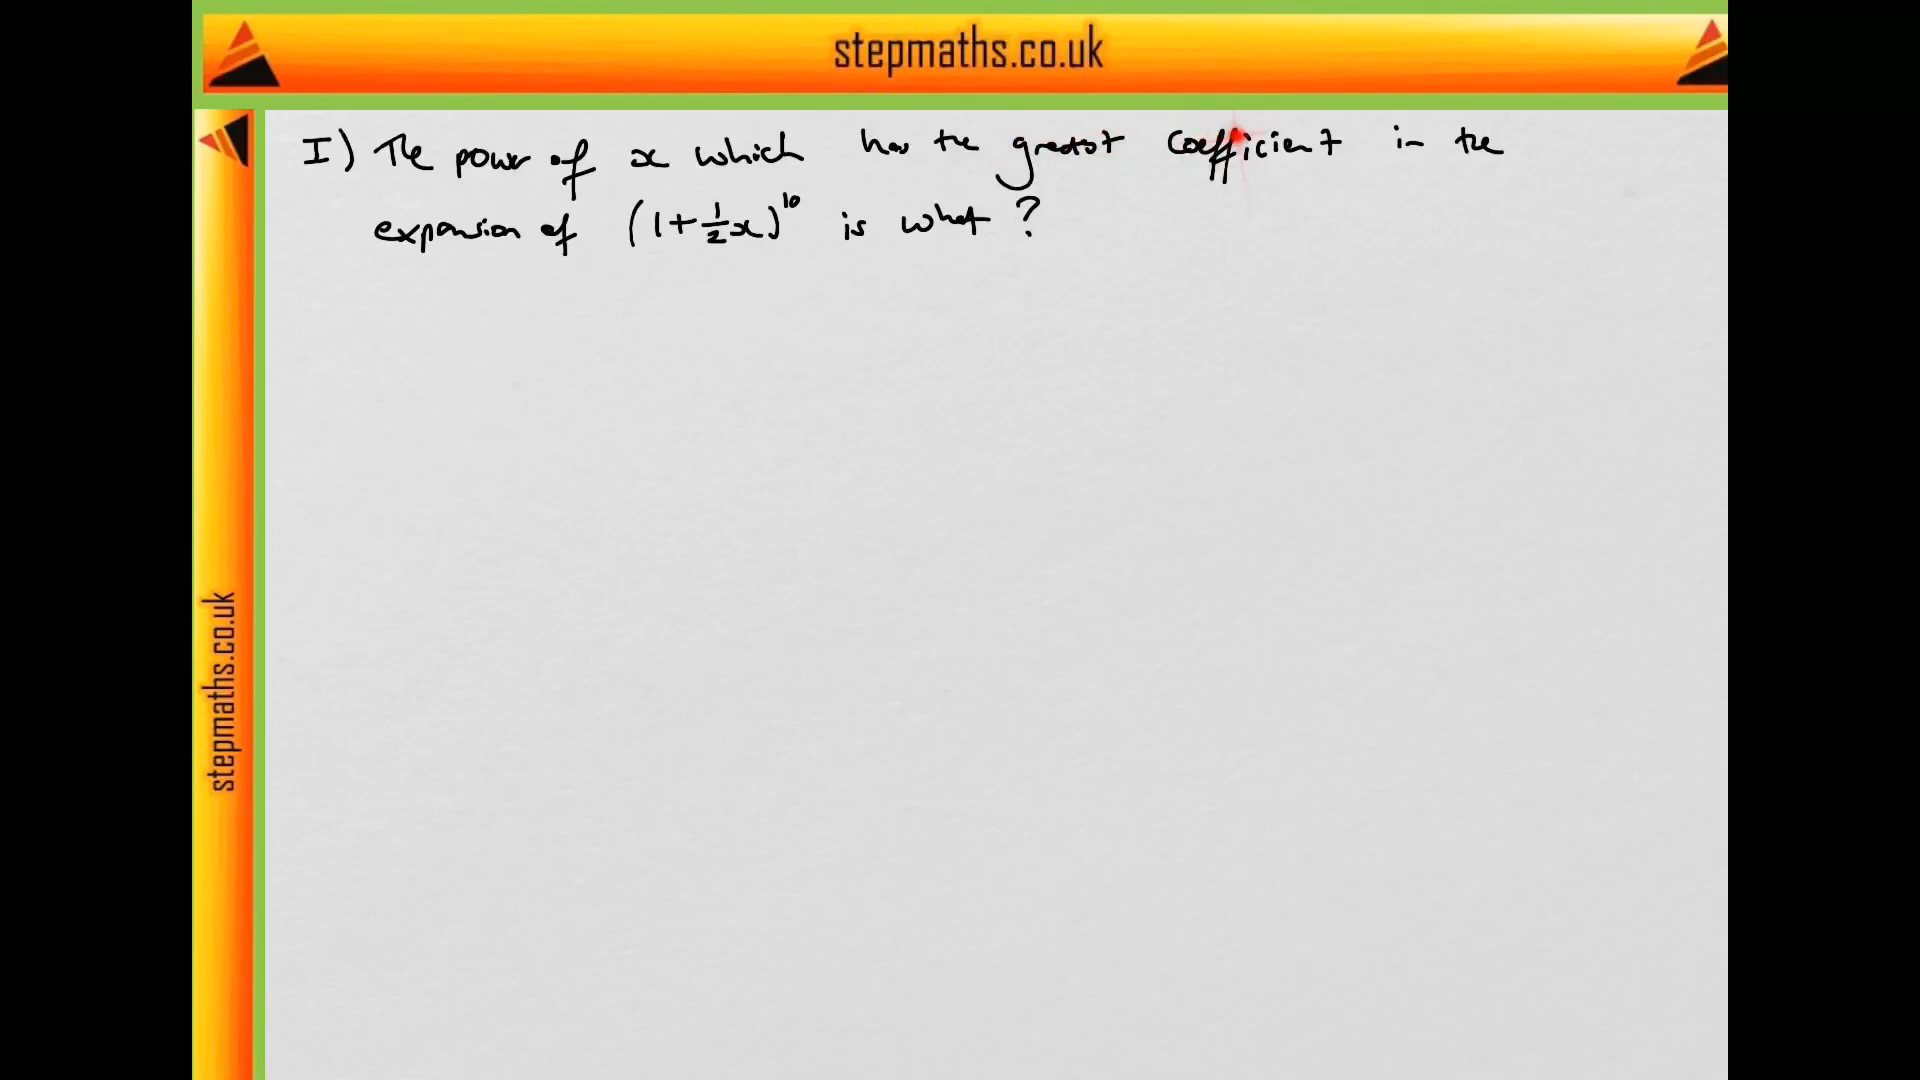 stepmaths.co.uk
I) The power of x which has the greatest coefficient in the
expansion of (1+½x)¹⁰ is what?
stepmaths.co.uk